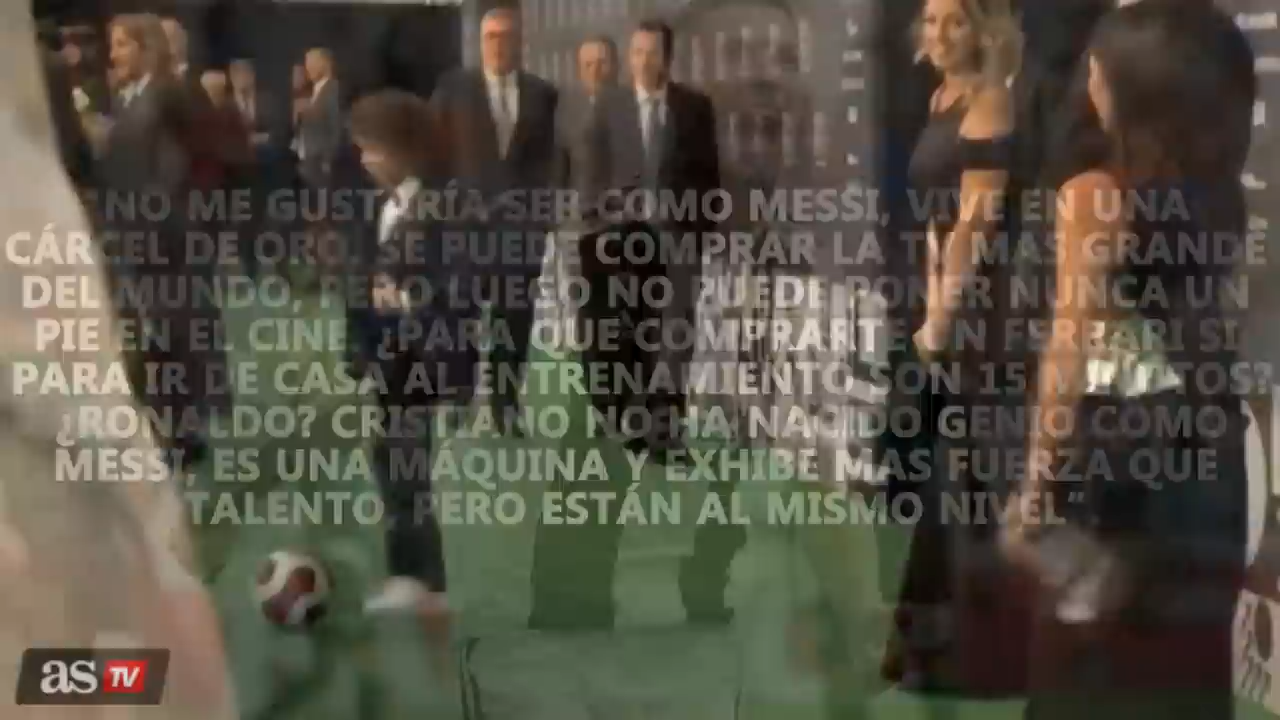 "NO ME GUSTARÍA SER COMO MESSI, VIVE EN UNA
CÁRCEL DE ORO. SE PUEDE COMPRAR LA TV MAS GRANDE
DEL MUNDO, PERO LUEGO NO PUEDE PONER NUNCA UN
PIE EN EL CINE ¿PARA QUE COMPRARTE UN FERRARI SI
PARA IR DE CASA AL ENTRENAMIENTO SON 15 MINUTOS?
¿RONALDO? CRISTIANO NO HA NACIDO GENIO COMO
MESSI, ES UNA MÁQUINA Y EXHIBE MAS FUERZA QUE
TALENTO, PERO ESTÁN AL MISMO NIVEL"
as TV